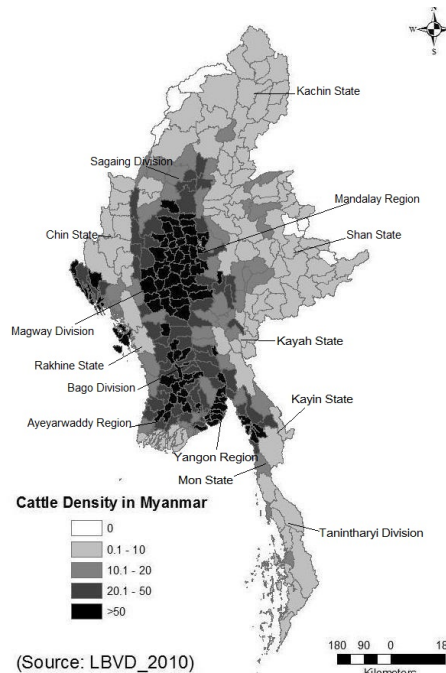 N
W
E
S
Kachin State
Sagaing Division
Mandalay Region
Chin State
Shan State
Magway Division
Kayah State
Rakhine State
Bago Division
Kayin State
Ayeyarwaddy Region
Yangon Region
Mon State
Cattle Density in Myanmar
0
0.1 - 10
10.1 - 20
20.1 - 50
>50
Tanintharyi Division
180 90 0 18
Kilometers
(Source: LBVD_2010)